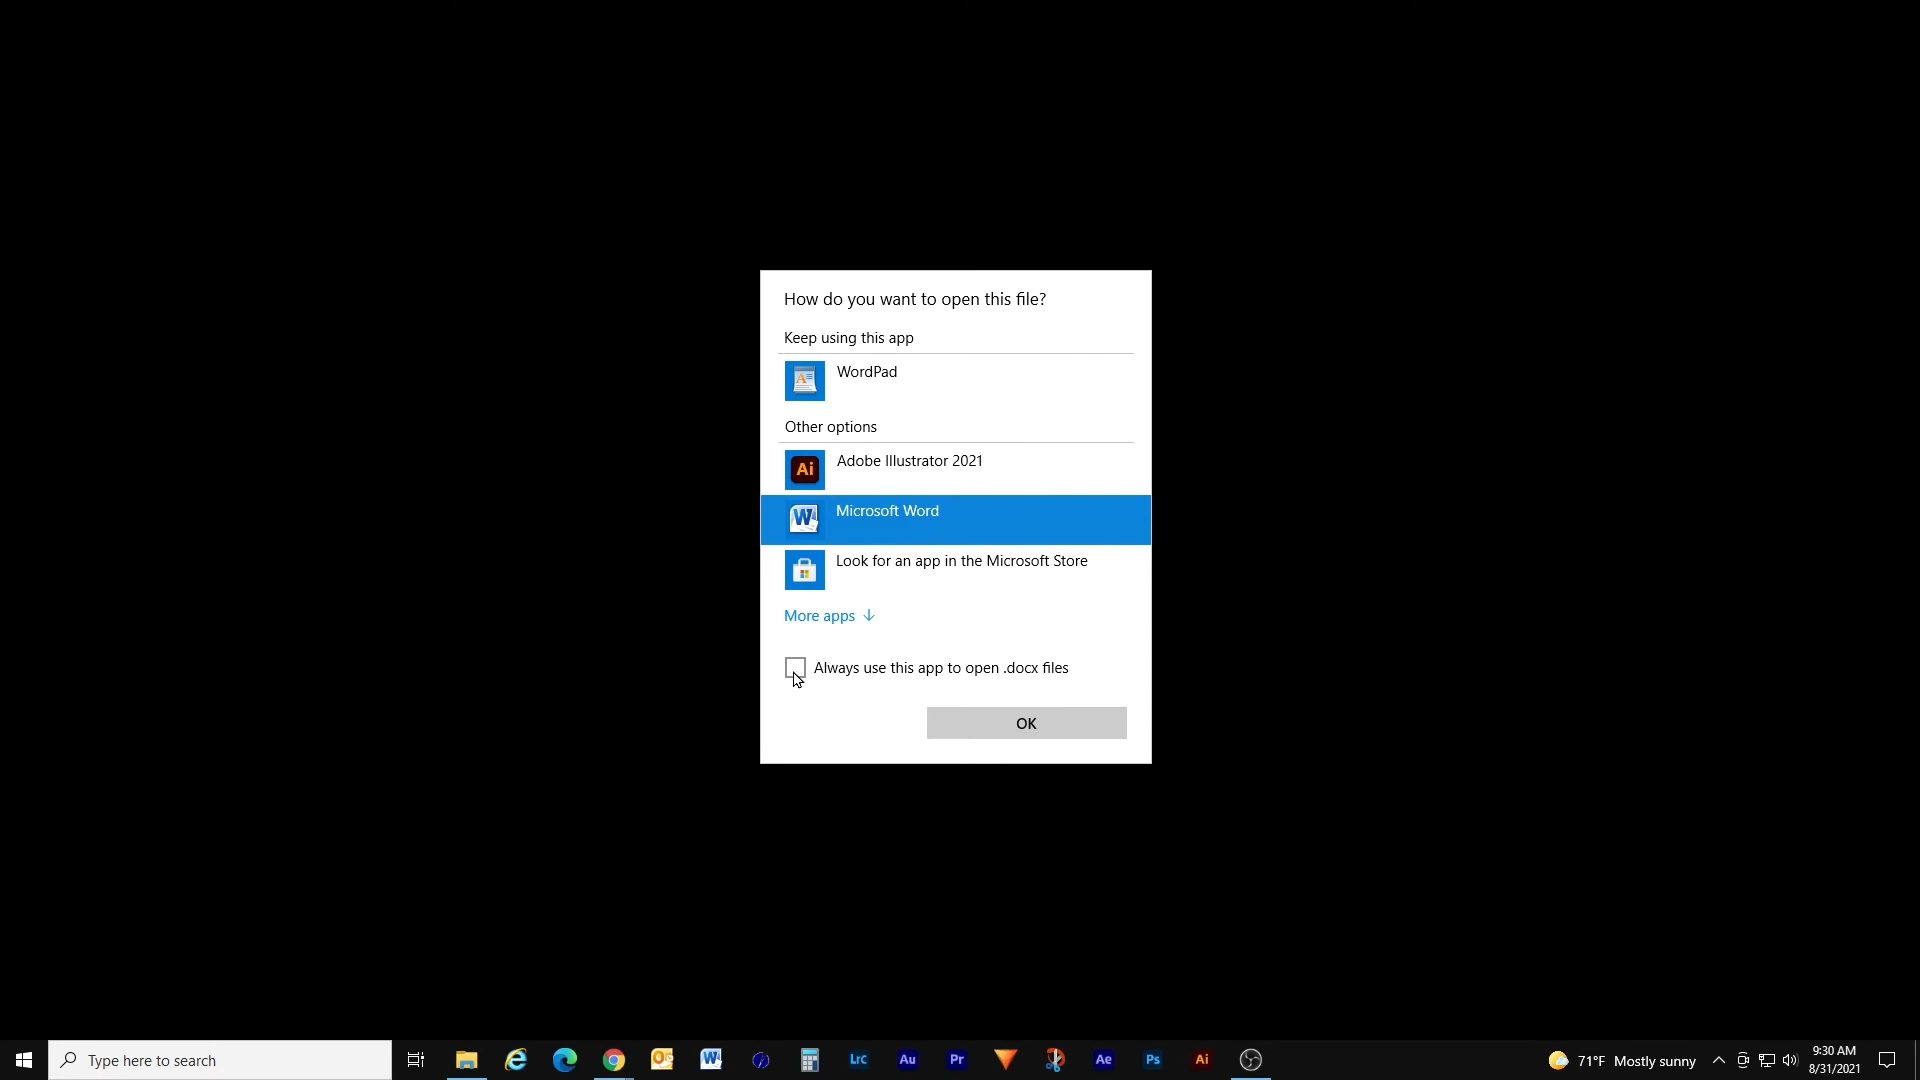 How do you want to open this file?
Keep using this app
WordPad
Other options
Ai
Adobe Illustrator 2021
W
Microsoft Word
Look for an app in the Microsoft Store
More apps ↓
Always use this app to open .docx files
OK
Type here to search
W
Lrc
Au
Pr
Ae
Ps
Ai
71°F Mostly sunny
9:30 AM
8/31/2021